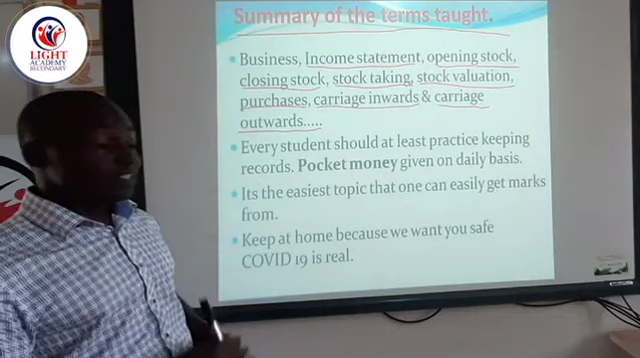 LIGHT
ACADEMY
SECONDARY
Summary of the terms taught.
Business, Income statement, opening stock,
closing stock, stock taking, stock valuation,
purchases, carriage inwards & carriage
outwards.....
Every student should at least practice keeping
records. Pocket money given on daily basis.
Its the easiest topic that one can easily get marks
from.
Keep at home because we want you safe
COVID 19 is real.